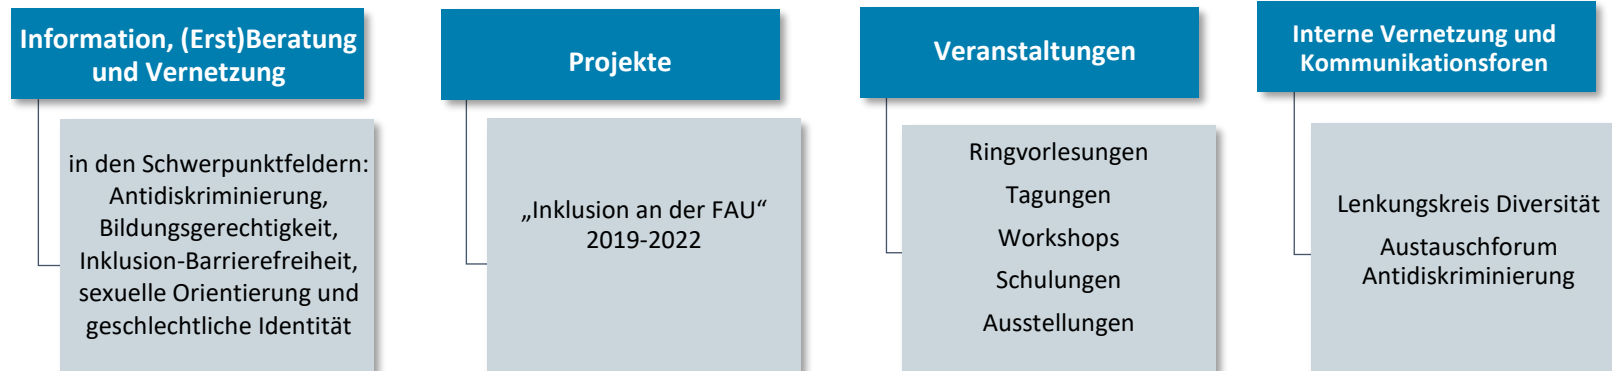 Information, (Erst)Beratung
und Vernetzung
in den Schwerpunktfeldern:
Antidiskriminierung,
Bildungsgerechtigkeit,
Inklusion-Barrierefreiheit,
sexuelle Orientierung und
geschlechtliche Identität
Projekte
„Inklusion an der FAU“
2019-2022
Veranstaltungen
Ringvorlesungen
Tagungen
Workshops
Schulungen
Ausstellungen
Interne Vernetzung und
Kommunikationsforen
Lenkungskreis Diversität
Austauschforum
Antidiskriminierung